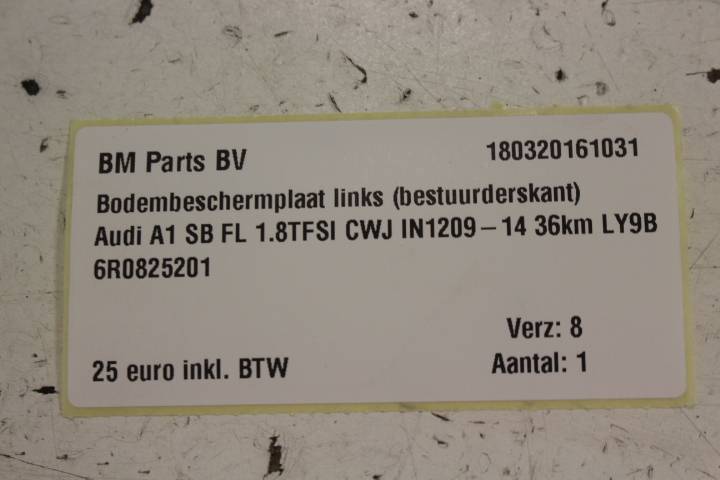 BM Parts BV 180320161031
Bodembeschermplaat links (bestuurderskant)
Audi A1 SB FL 1.8TFSI CWJ IN1209–14 36km LY9B
6R0825201
Verz: 8
25 euro inkl. BTW Aantal: 1